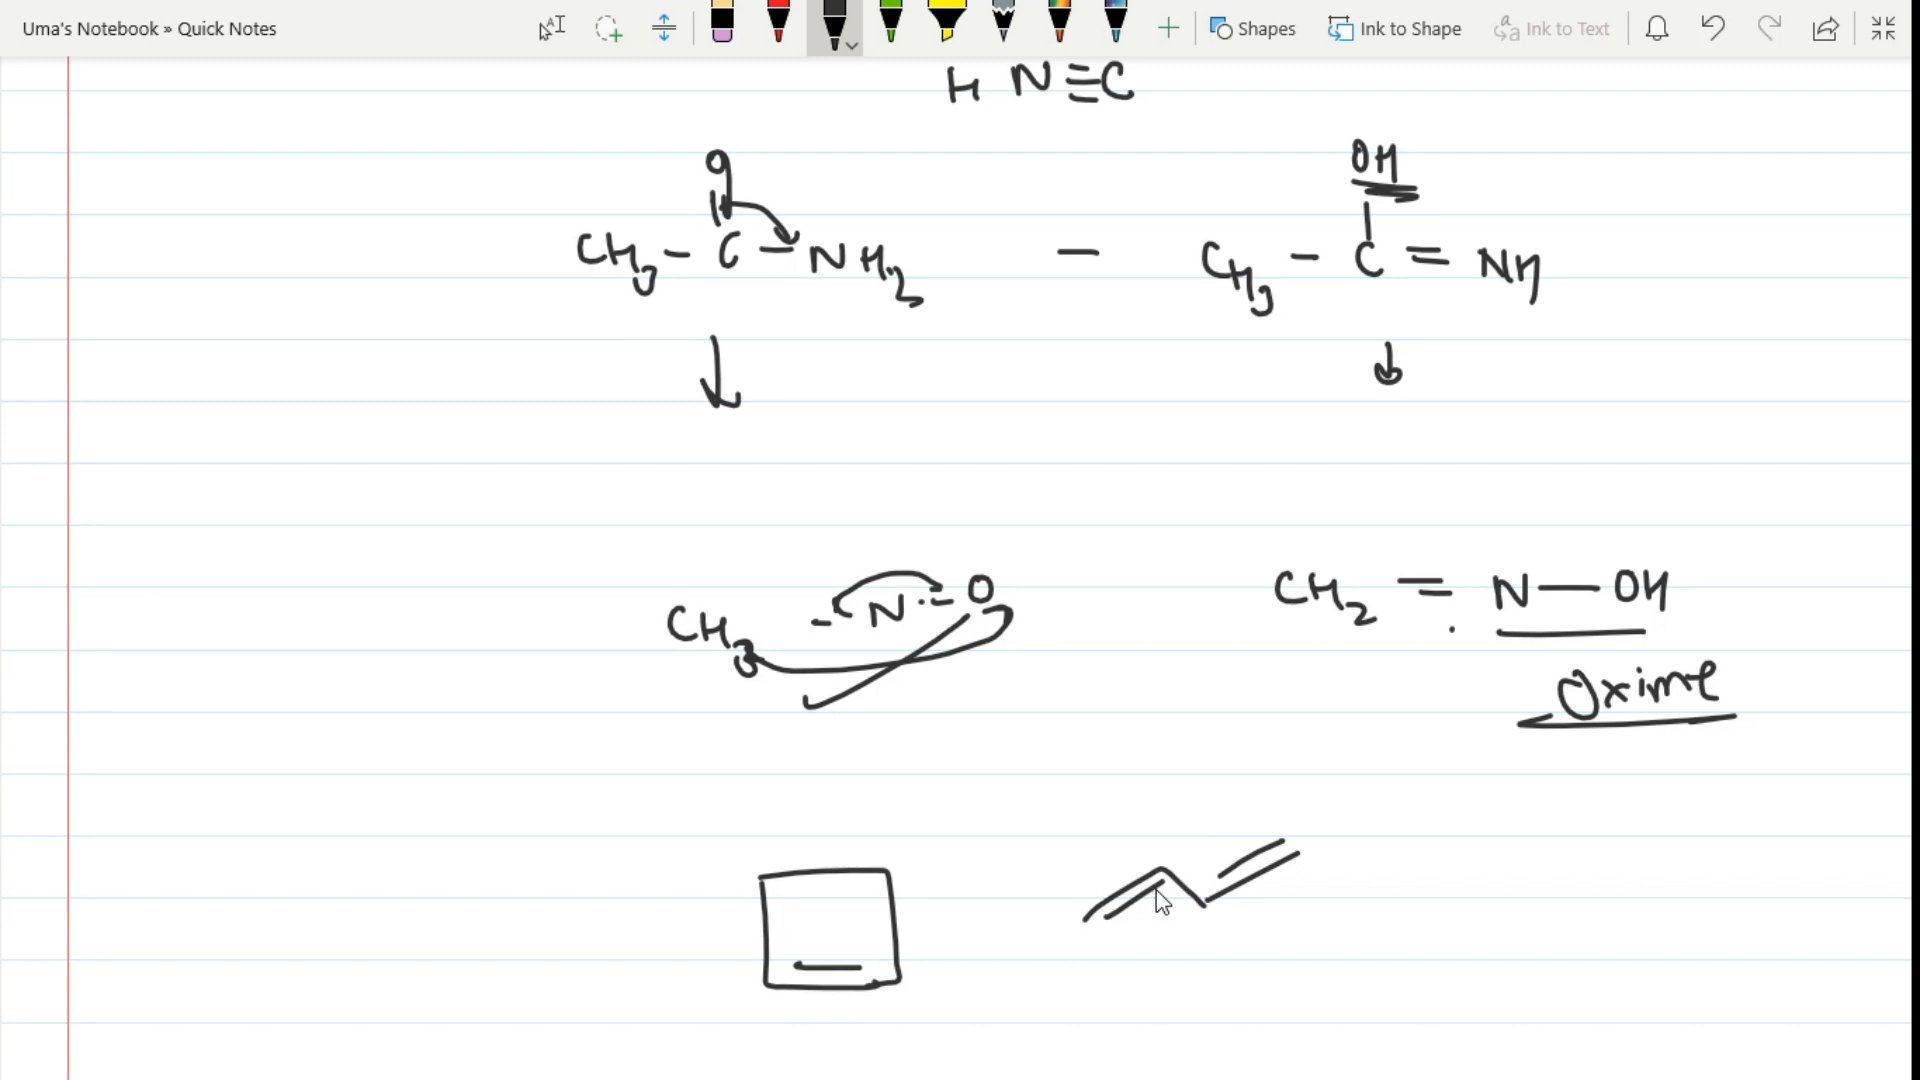 Uma's Notebook » Quick Notes
Shapes
Ink to Shape
Ink to Text
H N≡C
O
OH
CH3 - C - NH2
-
CH3 - C = NH
CH3 - N = O
CH2 = N — OH
Oxime